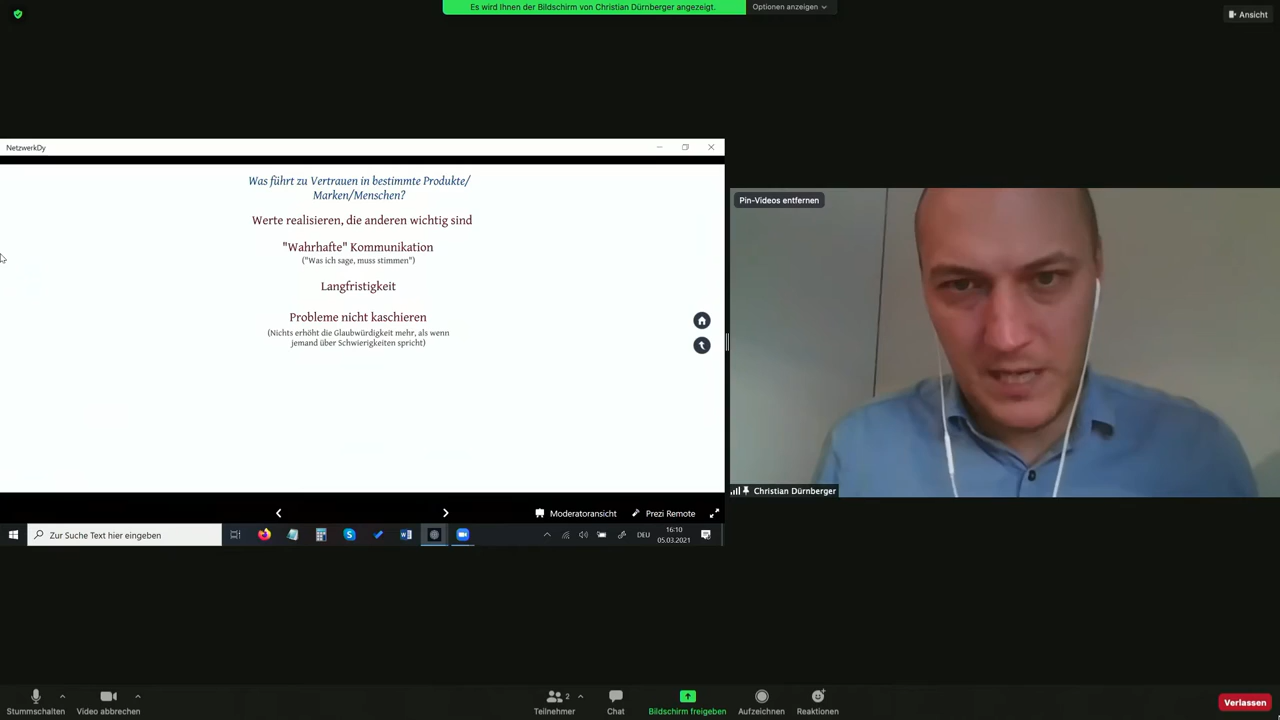 Es wird Ihnen der Bildschirm von Christian Dürnberger angezeigt.
Optionen anzeigen
Ansicht
NetzwerkDy
Was führt zu Vertrauen in bestimmte Produkte/
Marken/Menschen?
Werte realisieren, die anderen wichtig sind
"Wahrhafte" Kommunikation
("Was ich sage, muss stimmen")
Langfristigkeit
Probleme nicht kaschieren
(Nichts erhöht die Glaubwürdigkeit mehr, als wenn
jemand über Schwierigkeiten spricht)
Moderatoransicht
Prezi Remote
Zur Suche Text hier eingeben
DEU
16:10
05.03.2021
Pin-Videos entfernen
Christian Dürnberger
Stummschalten
Video abbrechen
2
Teilnehmer
Chat
Bildschirm freigeben
Aufzeichnen
Reaktionen
Verlassen